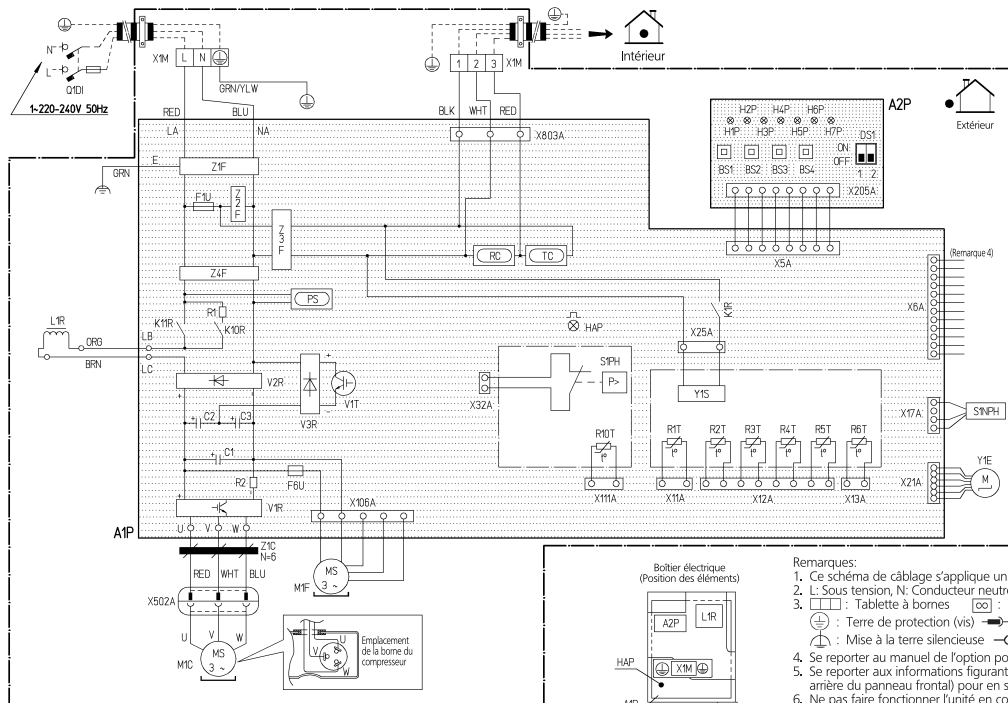 N
L
Q1DI
1~220-240V 50Hz
X1M
L N
GRN/YLW
RED
BLU
LA
NA
1 2 3
X1M
BLK WHT RED
X803A
Intérieur
Extérieur
A2P
H2P H4P H6P
H1P H3P H5P H7P
DS1
ON
OFF
1 2
BS1 BS2 BS3 BS4
X205A
X5A
E
GRN
Z1F
F1U
Z2F
Z3F
RC
TC
Z4F
PS
R1
K11R
K10R
K1R
L1R
ORG
BRN
LB
LC
HAP
X25A
(Remarque 4)
X6A
V2R
+
-
V1T
V3R
C2
C3
+
+
X32A
S1PH
P>
Y1S
X17A
S1NPH
R10T
t°
X111A
R1T
R2T R3T R4T R5T
R6T
t° t° t° t° t° t°
X11A
X12A
X13A
Y1E
M
X21A
+
C1
R2
F6U
X106A
+
-
V1R
A1P
U V W
Z1C
N=6
RED WHT BLU
X502A
U V W
MS
3 ~
M1C
MS
3 ~
M1F
U
V
W
Emplacement
de la borne du
compresseur
Boîtier électrique
(Position des éléments)
A2P
L1R
HAP
X1M
A1P
Remarques:
1. Ce schéma de câblage s'applique un
2. L: Sous tension, N: Conducteur neutre
3. : Tablette à bornes :
: Terre de protection (vis)
: Mise à la terre silencieuse
4. Se reporter au manuel de l'option po
5. Se reporter aux informations figurant
arrière du panneau frontal) pour en s
6. Ne pas faire fonctionner l'unité en co